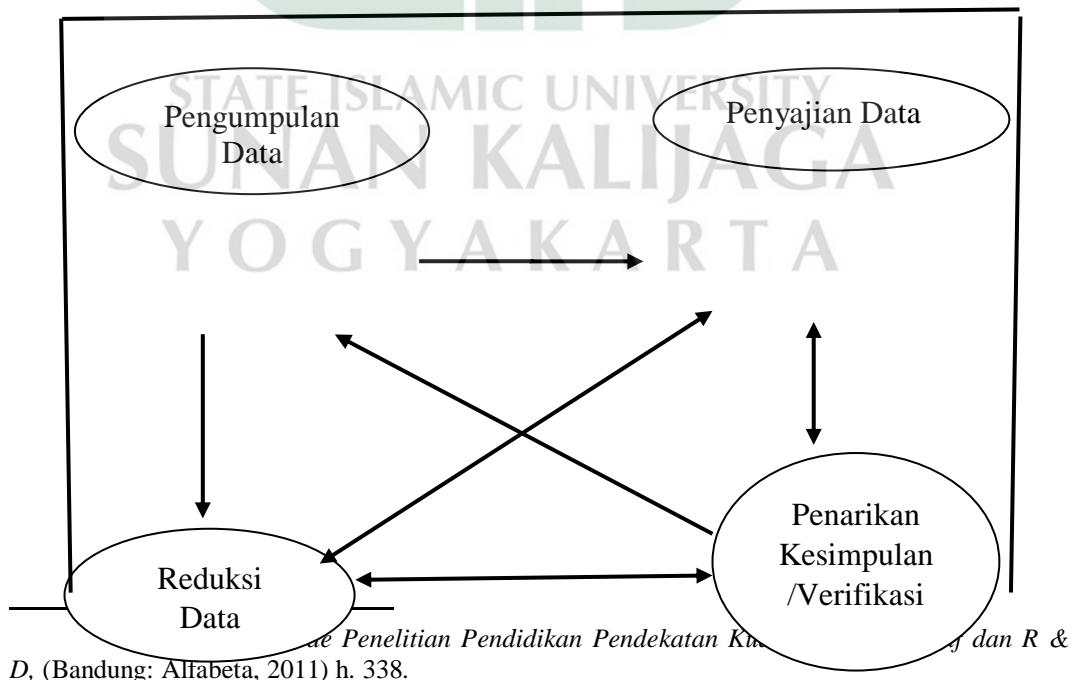 STATE ISLAMIC UNIVERSITY
SUNAN KALIJAGA
YOGYAKARTA
Pengumpulan
Data
Penyajian Data
Reduksi
Data
Penarikan
Kesimpulan
/Verifikasi
Penelitian Pendidikan Pendekatan dan R &
D, (Bandung: Alfabeta, 2011) h. 338.